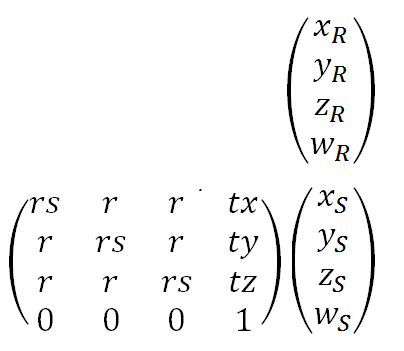 x_R
y_R
z_R
w_R
rs r r tx x_S
r rs r ty y_S
r r rs tz z_S
0 0 0 1 w_S